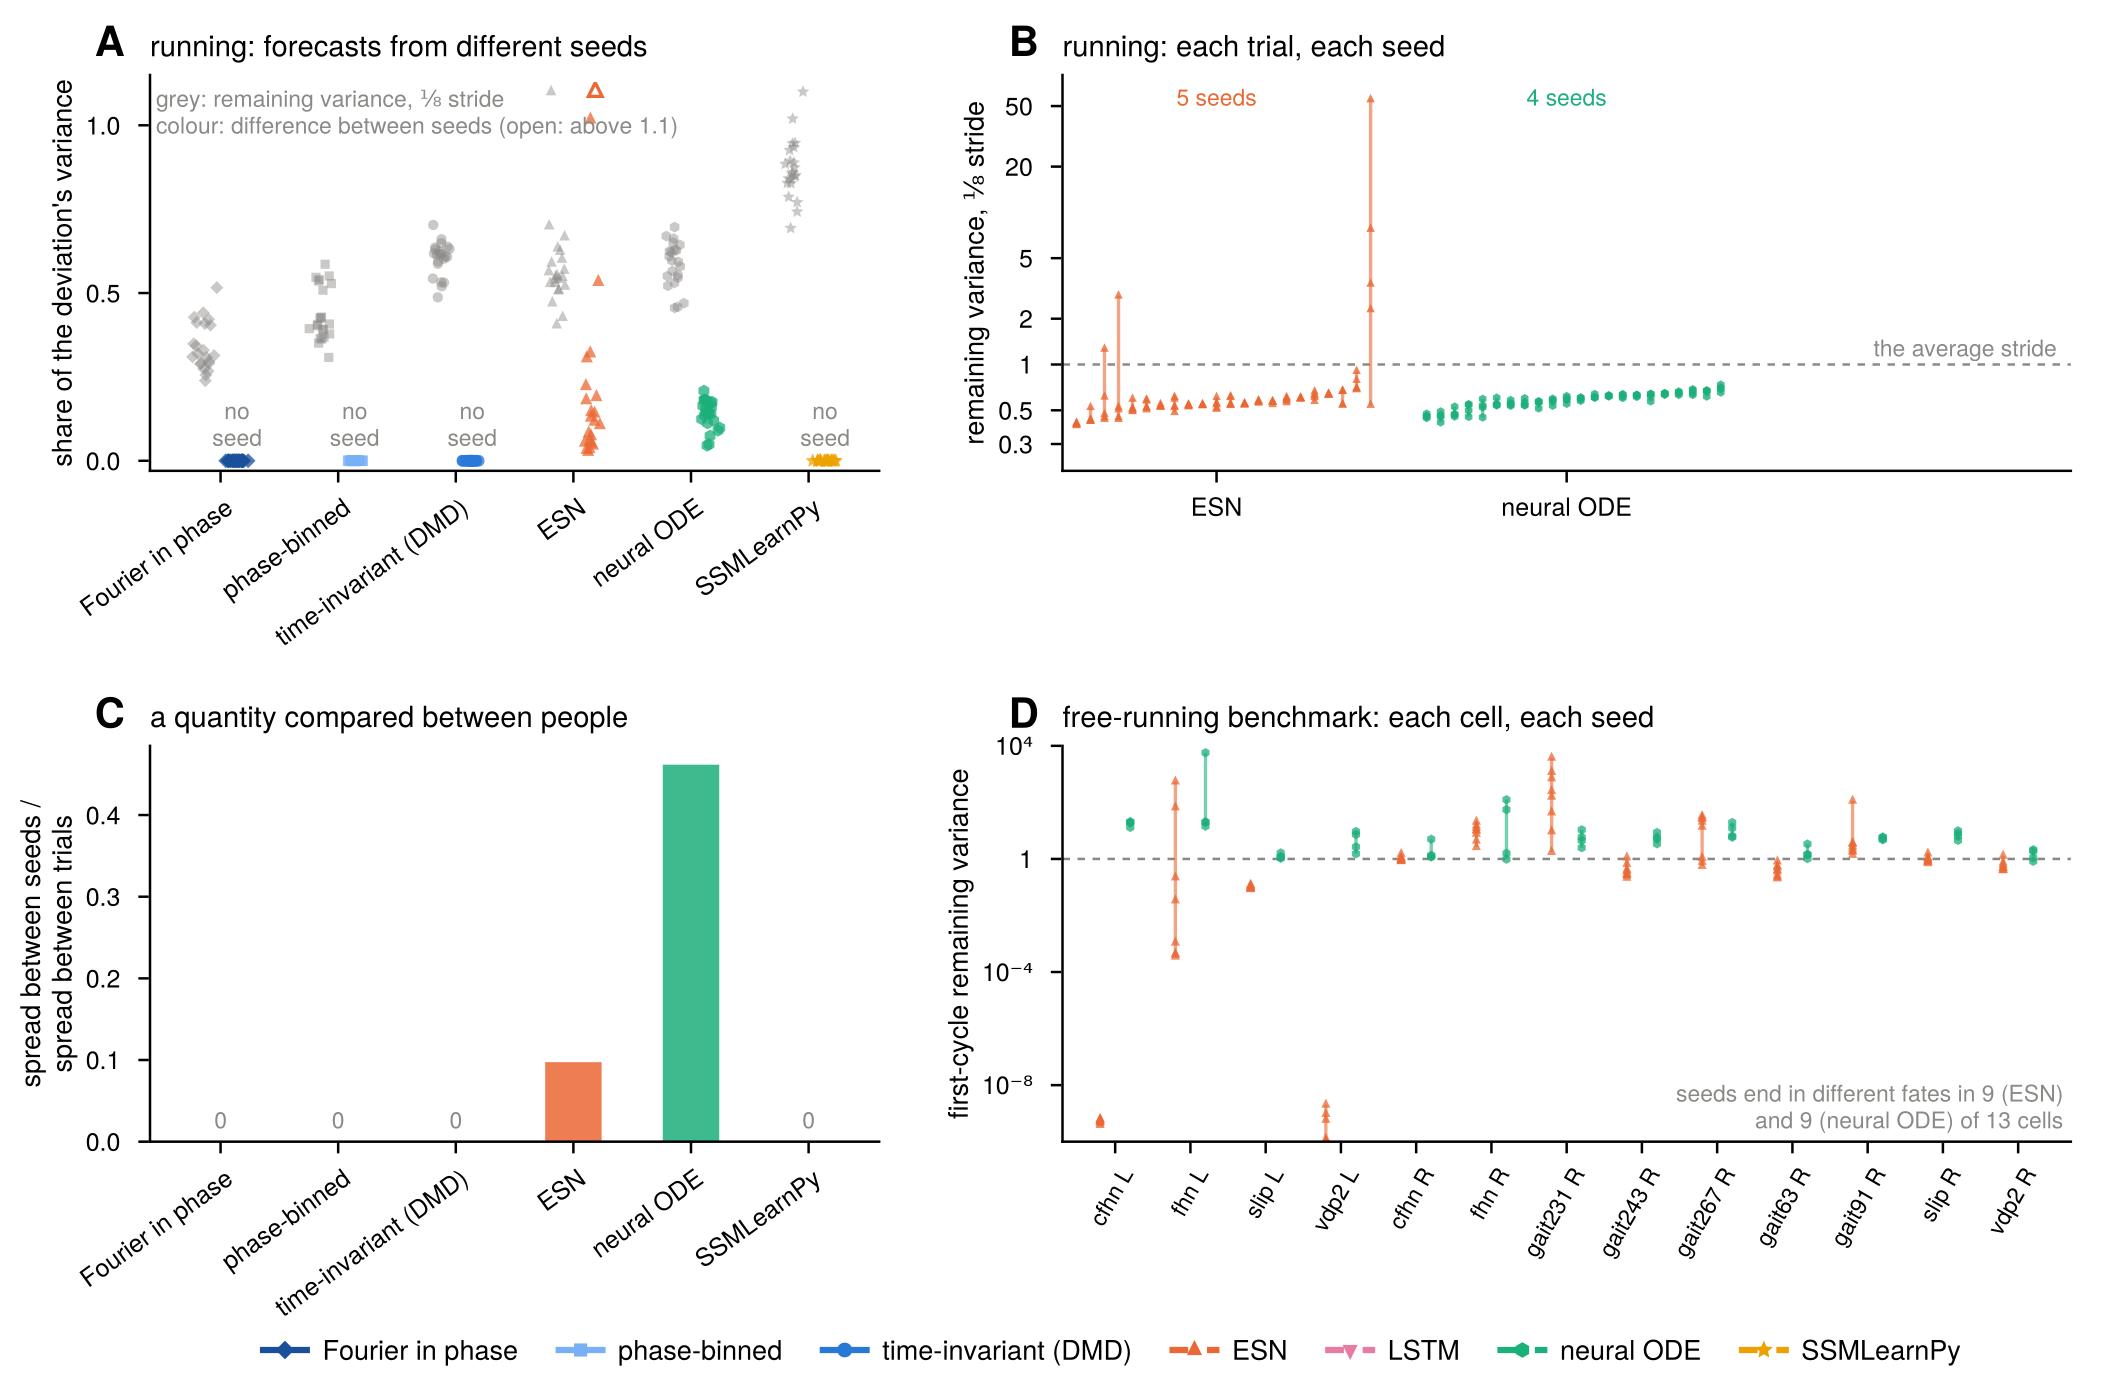 A running: forecasts from different seeds
grey: remaining variance, ⅛ stride
colour: difference between seeds (open: above 1.1)
share of the deviation's variance
1.0
0.5
0.0
no seed
no seed
no seed
no seed
Fourier in phase
phase-binned
time-invariant (DMD)
ESN
neural ODE
SSMLearnPy
B running: each trial, each seed
5 seeds
4 seeds
remaining variance, ⅛ stride
50
20
5
2
1
0.5
0.3
the average stride
ESN
neural ODE
C a quantity compared between people
spread between seeds /
spread between trials
0.4
0.3
0.2
0.1
0.0
0
0
0
0
Fourier in phase
phase-binned
time-invariant (DMD)
ESN
neural ODE
SSMLearnPy
D free-running benchmark: each cell, each seed
first-cycle remaining variance
10⁴
1
10⁻⁴
10⁻⁸
seeds end in different fates in 9 (ESN)
and 9 (neural ODE) of 13 cells
cfhn L
fhn L
slip L
vdp2 L
cfhn R
fhn R
gait231 R
gait243 R
gait267 R
gait63 R
gait91 R
slip R
vdp2 R
Fourier in phase
phase-binned
time-invariant (DMD)
ESN
LSTM
neural ODE
SSMLearnPy